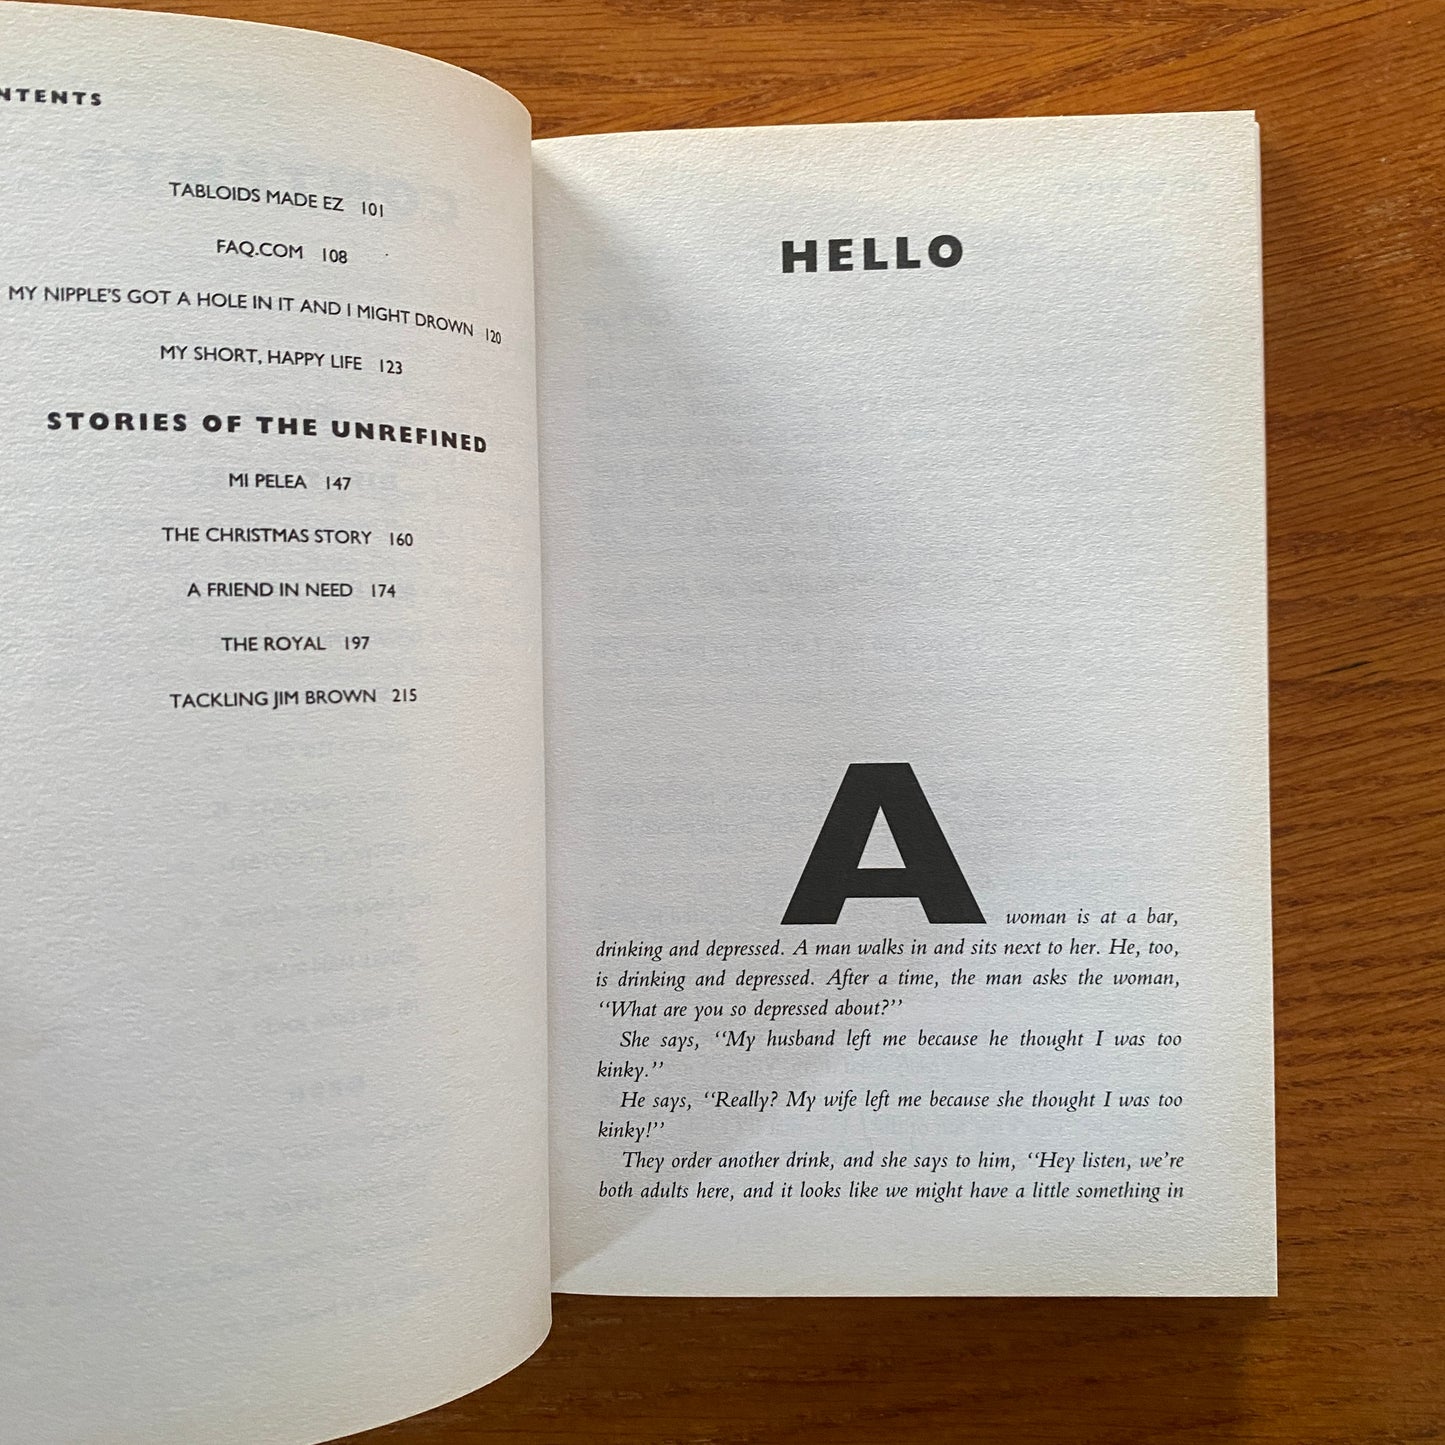 TABLOIDS MADE EZ 101
FAQ.COM 108
MY NIPPLE'S GOT A HOLE IN IT AND I MIGHT DROWN 120
MY SHORT, HAPPY LIFE 123
STORIES OF THE UNREFINED
MI PELEA 147
THE CHRISTMAS STORY 160
A FRIEND IN NEED 174
THE ROYAL 197
TACKLING JIM BROWN 215
HELLO
A woman is at a bar,
drinking and depressed. A man walks in and sits next to her. He, too,
is drinking and depressed. After a time, the man asks the woman,
“What are you so depressed about?”
She says, “My husband left me because he thought I was too
kinky.”
He says, “Really? My wife left me because she thought I was too
kinky!”
They order another drink, and she says to him, “Hey listen, we're
both adults here, and it looks like we might have a little something in